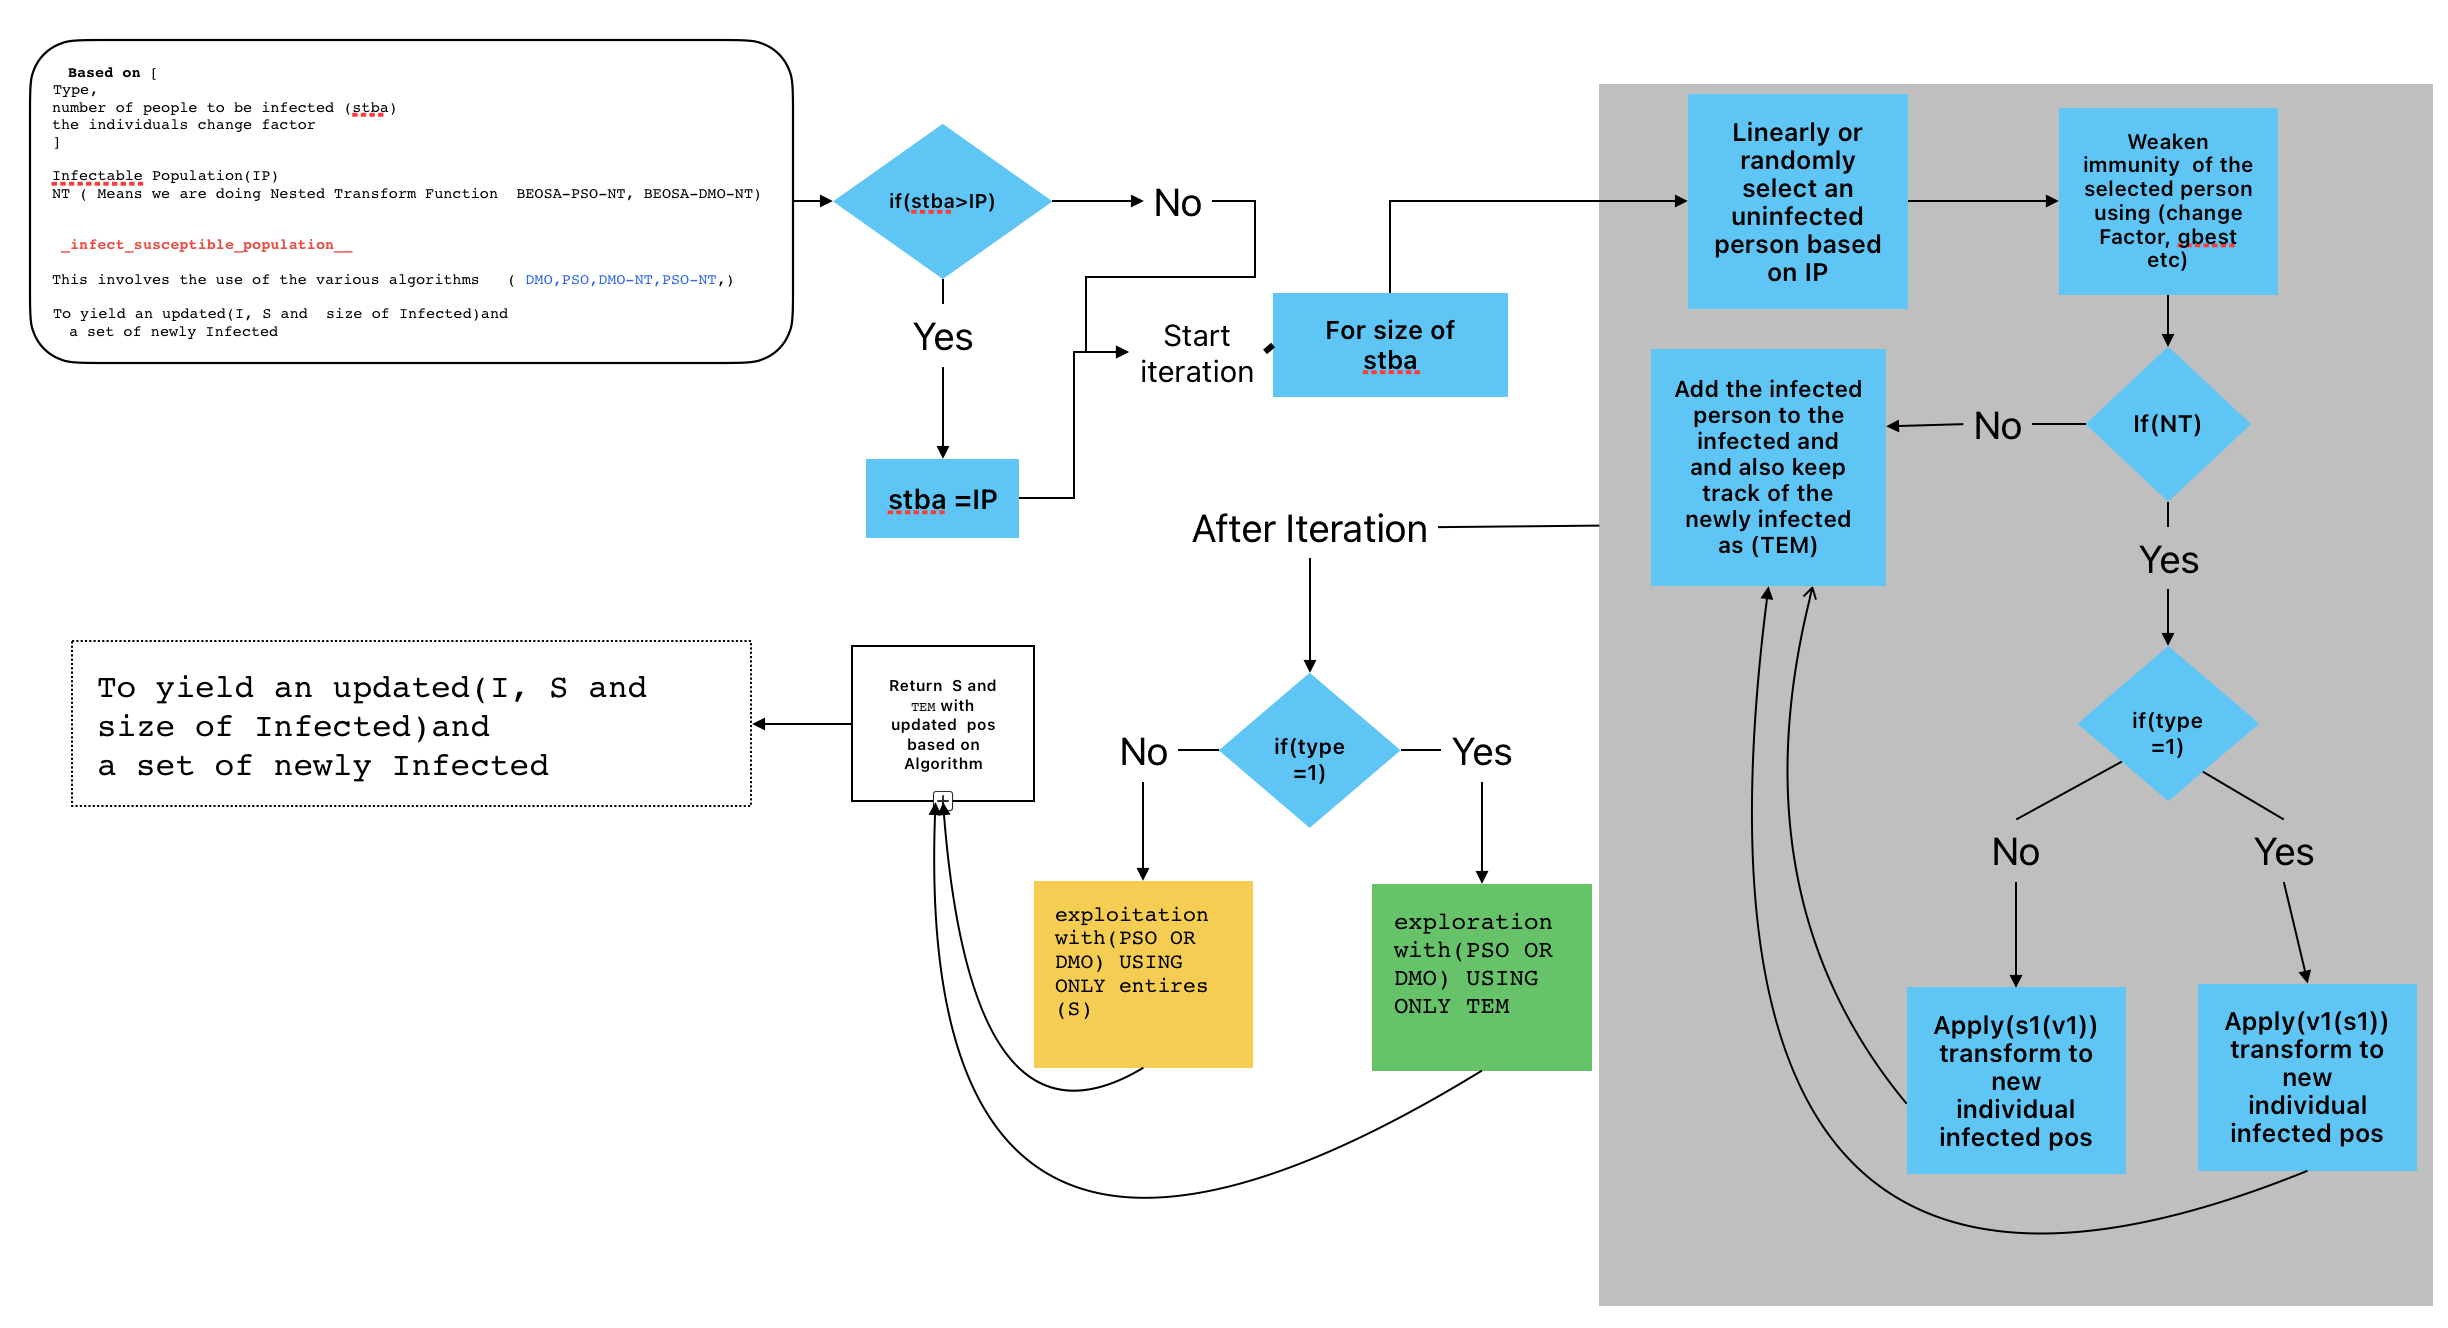 Based on [
Type,
number of people to be infected (stba)
the individuals change factor
]
Infectable Population(IP)
NT ( Means we are doing Nested Transform Function  BEOSA-PSO-NT, BEOSA-DMO-NT)
_infect_susceptible_population__
This involves the use of the various algorithms   ( DMO,PSO,DMO-NT,PSO-NT,)
To yield an updated(I, S and  size of Infected)and
a set of newly Infected
if(stba>IP)
No
Yes
stba =IP
Start
iteration
For size of
stba
Linearly or
randomly
select an
uninfected
person based
on IP
Weaken
immunity  of the
selected person
using (change
Factor, gbest
etc)
If(NT)
No
Add the infected
person to the
infected and
and also keep
track of the
newly infected
as (TEM)
Yes
if(type
=1)
No
Yes
Apply(s1(v1))
transform to
new
individual
infected pos
Apply(v1(s1))
transform to
new
individual
infected pos
After Iteration
if(type
=1)
No
Yes
exploitation
with(PSO OR
DMO) USING
ONLY entires
(S)
exploration
with(PSO OR
DMO) USING
ONLY TEM
Return  S and
TEM with
updated  pos
based on
Algorithm
To yield an updated(I, S and
size of Infected)and
a set of newly Infected